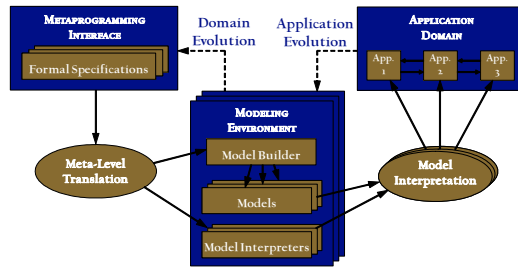 METAPROGRAMMING
INTERFACE
Formal Specifications
Domain
Evolution
Application
Evolution
APPLICATION
DOMAIN
App.
1
App.
2
App.
3
MODELING
ENVIRONMENT
Model Builder
Models
Model Interpreters
Meta-Level
Translation
Model
Interpretation